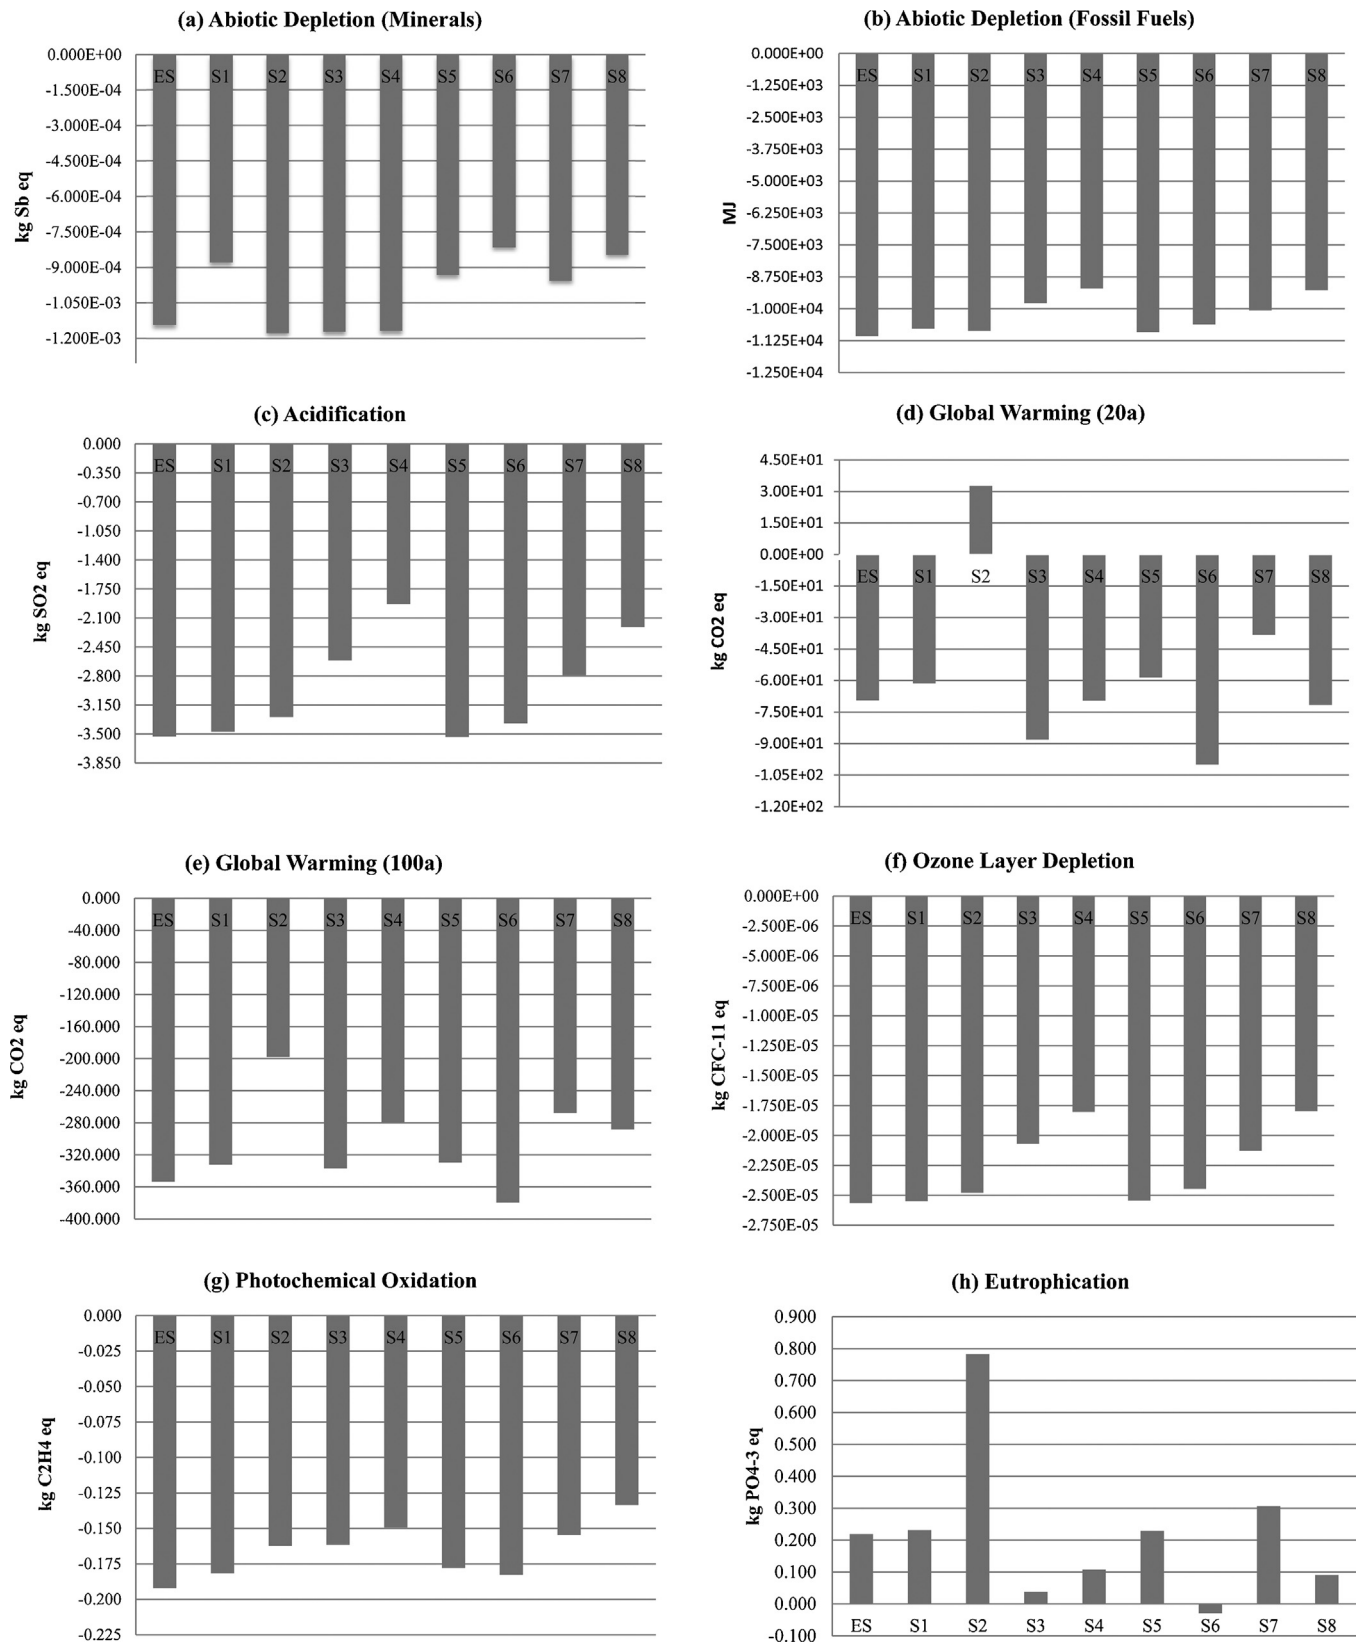 (a) Abiotic Depletion (Minerals)
kg Sb eq
0.000E+00
-1.500E-04
-3.000E-04
-4.500E-04
-6.000E-04
-7.500E-04
-9.000E-04
-1.050E-03
-1.200E-03
ES S1 S2 S3 S4 S5 S6 S7 S8
(b) Abiotic Depletion (Fossil Fuels)
MJ
0.000E+00
-1.250E+03
-2.500E+03
-3.750E+03
-5.000E+03
-6.250E+03
-7.500E+03
-8.750E+03
-1.000E+04
-1.125E+04
-1.250E+04
ES S1 S2 S3 S4 S5 S6 S7 S8
(c) Acidification
kg SO2 eq
0.000
-0.350
-0.700
-1.050
-1.400
-1.750
-2.100
-2.450
-2.800
-3.150
-3.500
-3.850
ES S1 S2 S3 S4 S5 S6 S7 S8
(d) Global Warming (20a)
kg CO2 eq
4.50E+01
3.00E+01
1.50E+01
0.00E+00
-1.50E+01
-3.00E+01
-4.50E+01
-6.00E+01
-7.50E+01
-9.00E+01
-1.05E+02
-1.20E+02
ES S1 S2 S3 S4 S5 S6 S7 S8
(e) Global Warming (100a)
kg CO2 eq
0.000
-40.000
-80.000
-120.000
-160.000
-200.000
-240.000
-280.000
-320.000
-360.000
-400.000
ES S1 S2 S3 S4 S5 S6 S7 S8
(f) Ozone Layer Depletion
kg CFC-11 eq
0.000E+00
-2.500E-06
-5.000E-06
-7.500E-06
-1.000E-05
-1.250E-05
-1.500E-05
-1.750E-05
-2.000E-05
-2.250E-05
-2.500E-05
-2.750E-05
ES S1 S2 S3 S4 S5 S6 S7 S8
(g) Photochemical Oxidation
kg C2H4 eq
0.000
-0.025
-0.050
-0.075
-0.100
-0.125
-0.150
-0.175
-0.200
-0.225
ES S1 S2 S3 S4 S5 S6 S7 S8
(h) Eutrophication
kg PO4-3 eq
0.900
0.800
0.700
0.600
0.500
0.400
0.300
0.200
0.100
0.000
-0.100
ES S1 S2 S3 S4 S5 S6 S7 S8